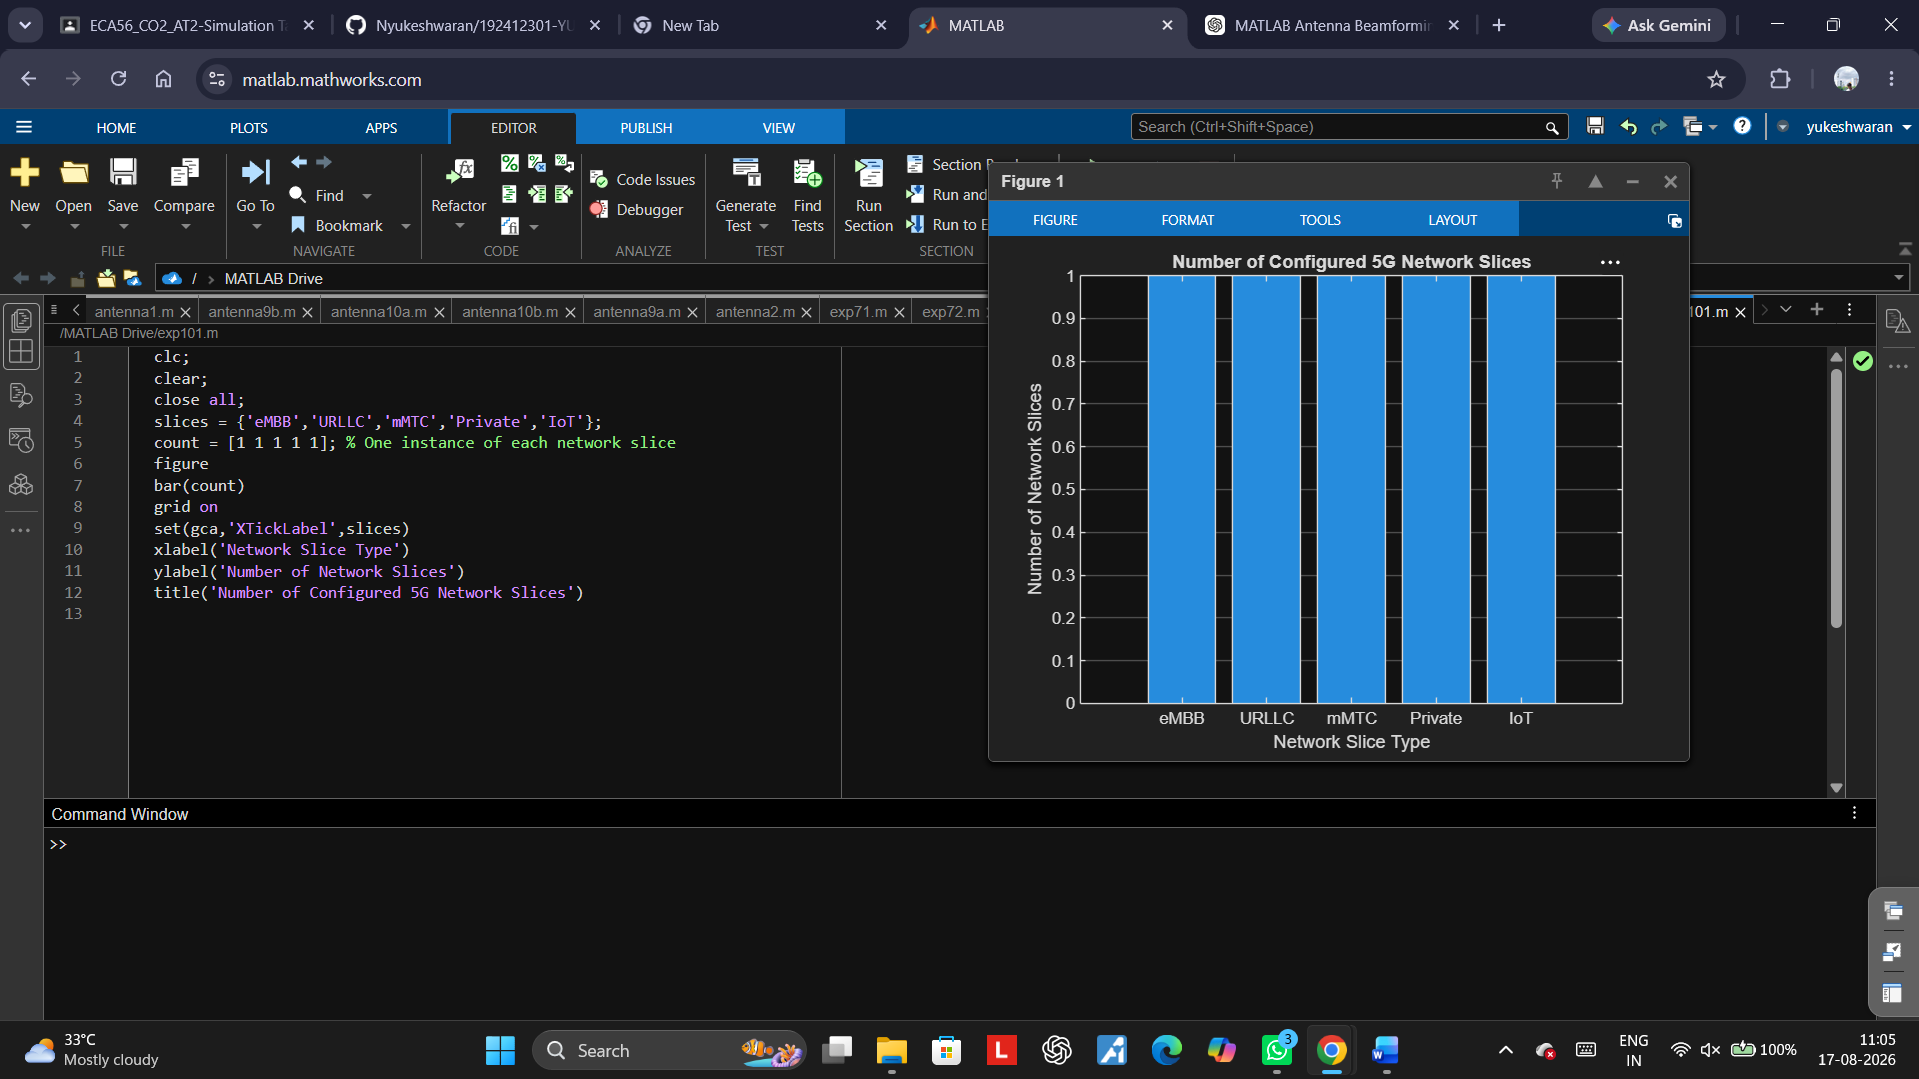 ECA56_CO2_AT2-Simulation T
Nyukeshwaran/192412301-YU
New Tab
MATLAB
MATLAB Antenna Beamformin
Ask Gemini
matlab.mathworks.com
HOME
PLOTS
APPS
EDITOR
PUBLISH
VIEW
Search (Ctrl+Shift+Space)
yukeshwaran
New
Open
Save
Compare
FILE
Go To
Find
Bookmark
NAVIGATE
Refactor
CODE
Code Issues
Debugger
ANALYZE
Generate Test
Find Tests
TEST
Run Section
Section
Run and
Run to E
SECTION
/ > MATLAB Drive
antenna1.m
antenna9b.m
antenna10a.m
antenna10b.m
antenna9a.m
antenna2.m
exp71.m
exp72.m
101.m
/MATLAB Drive/exp101.m
1 clc;
2 clear;
3 close all;
4 slices = {'eMBB','URLLC','mMTC','Private','IoT'};
5 count = [1 1 1 1 1]; % One instance of each network slice
6 figure
7 bar(count)
8 grid on
9 set(gca,'XTickLabel',slices)
10 xlabel('Network Slice Type')
11 ylabel('Number of Network Slices')
12 title('Number of Configured 5G Network Slices')
13
Figure 1
FIGURE
FORMAT
TOOLS
LAYOUT
Number of Configured 5G Network Slices
Number of Network Slices
1
0.9
0.8
0.7
0.6
0.5
0.4
0.3
0.2
0.1
0
eMBB
URLLC
mMTC
Private
IoT
Network Slice Type
Command Window
>>
33°C
Mostly cloudy
Search
3
ENG
IN
100%
11:05
17-08-2026